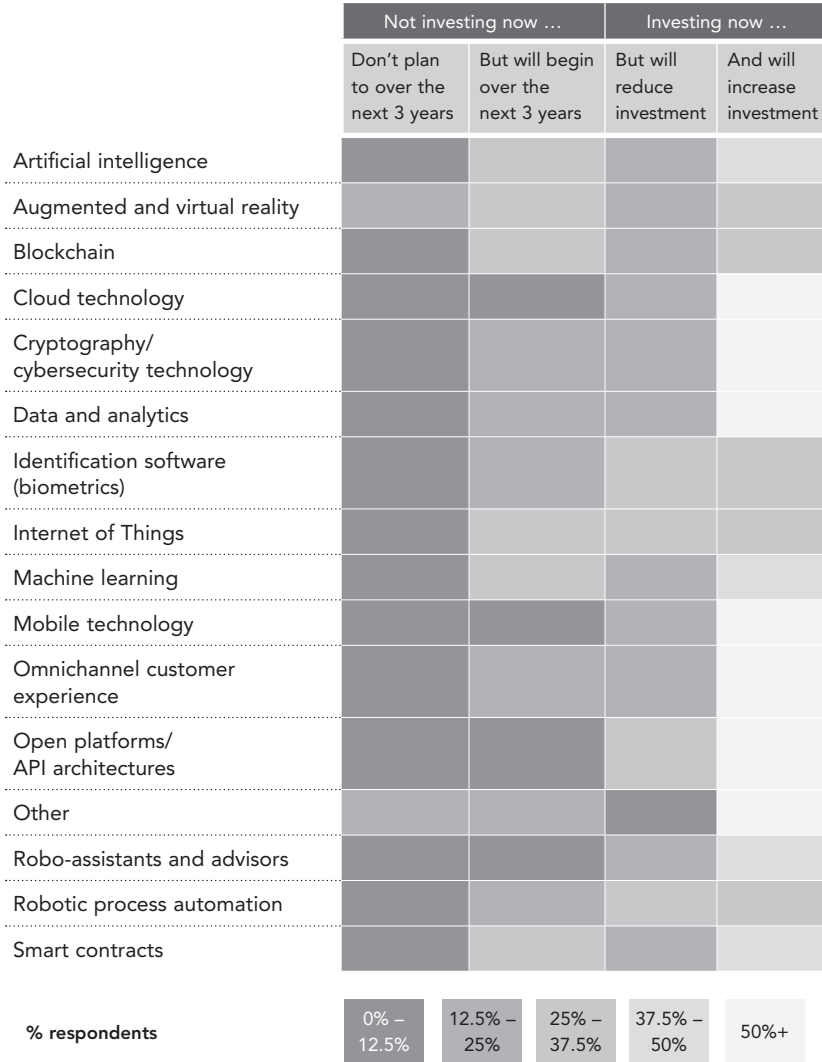 Not investing now …
Investing now …
Don’t plan
to over the
next 3 years
But will begin
over the
next 3 years
But will
reduce
investment
And will
increase
investment
Artificial intelligence
Augmented and virtual reality
Blockchain
Cloud technology
Cryptography/
cybersecurity technology
Data and analytics
Identification software
(biometrics)
Internet of Things
Machine learning
Mobile technology
Omnichannel customer
experience
Open platforms/
API architectures
Other
Robo-assistants and advisors
Robotic process automation
Smart contracts
% respondents
0% –
12.5%
12.5% –
25%
25% –
37.5%
37.5% –
50%
50%+